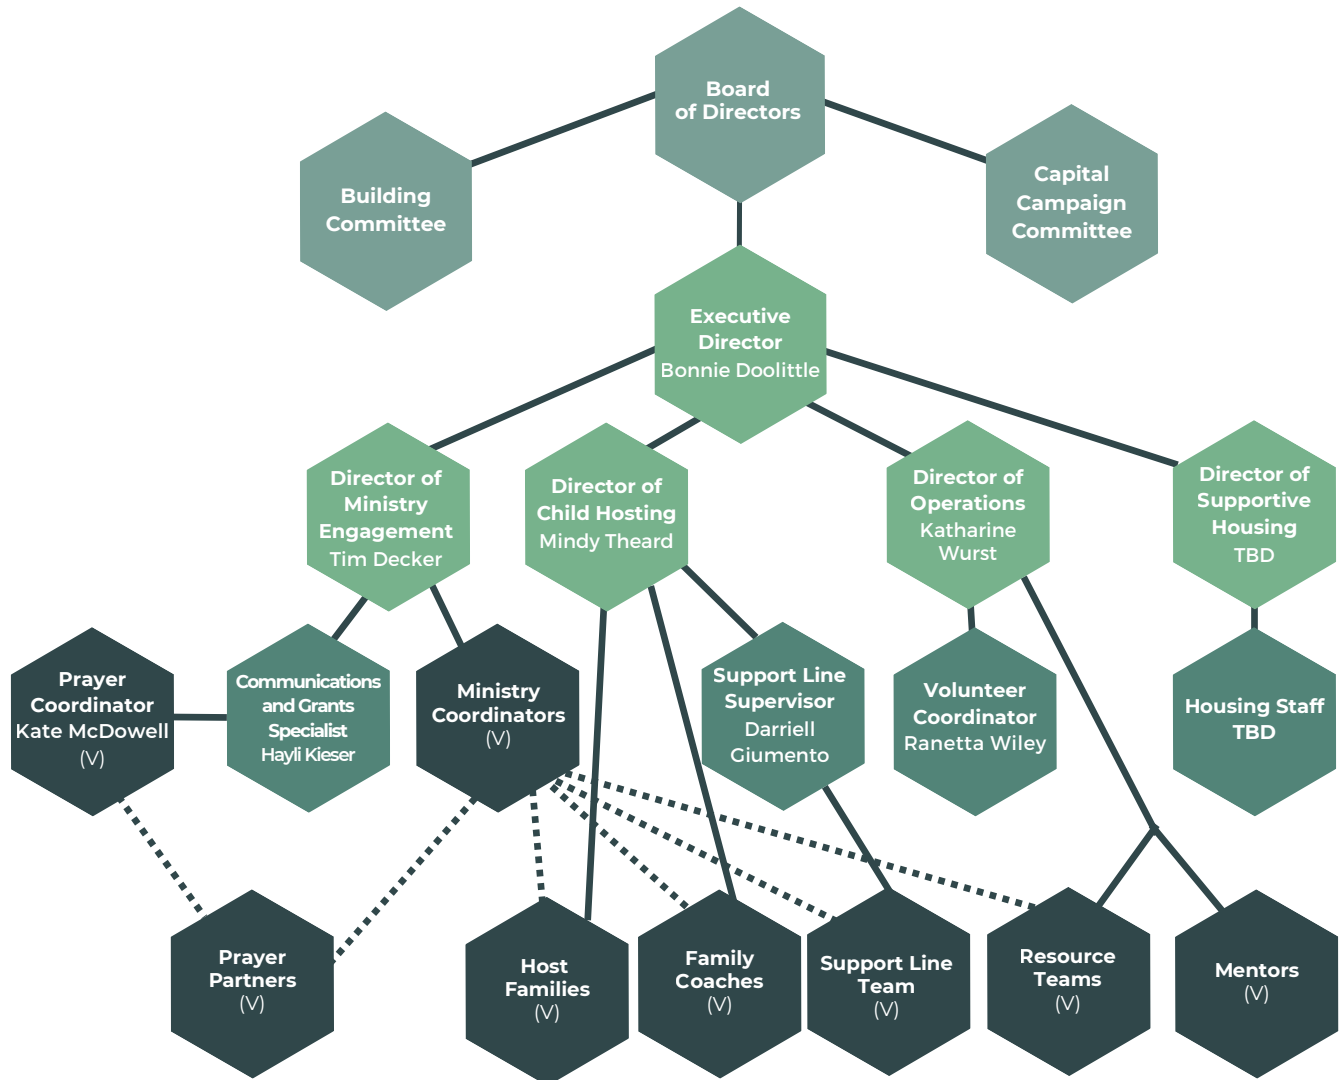 Board
of Directors
Building
Committee
Capital
Campaign
Committee
Executive
Director
Bonnie Doolittle
Director of
Ministry
Engagement
Tim Decker
Director of
Child Hosting
Mindy Theard
Director of
Operations
Katharine
Wurst
Director of
Supportive
Housing
TBD
Prayer
Coordinator
Kate McDowell
(V)
Communications
and Grants
Specialist
Hayli Kieser
Ministry
Coordinators
(V)
Support Line
Supervisor
Darriell
Giumento
Volunteer
Coordinator
Ranetta Wiley
Housing Staff
TBD
Prayer
Partners
(V)
Host
Families
(V)
Family
Coaches
(V)
Support Line
Team
(V)
Resource
Teams
(V)
Mentors
(V)